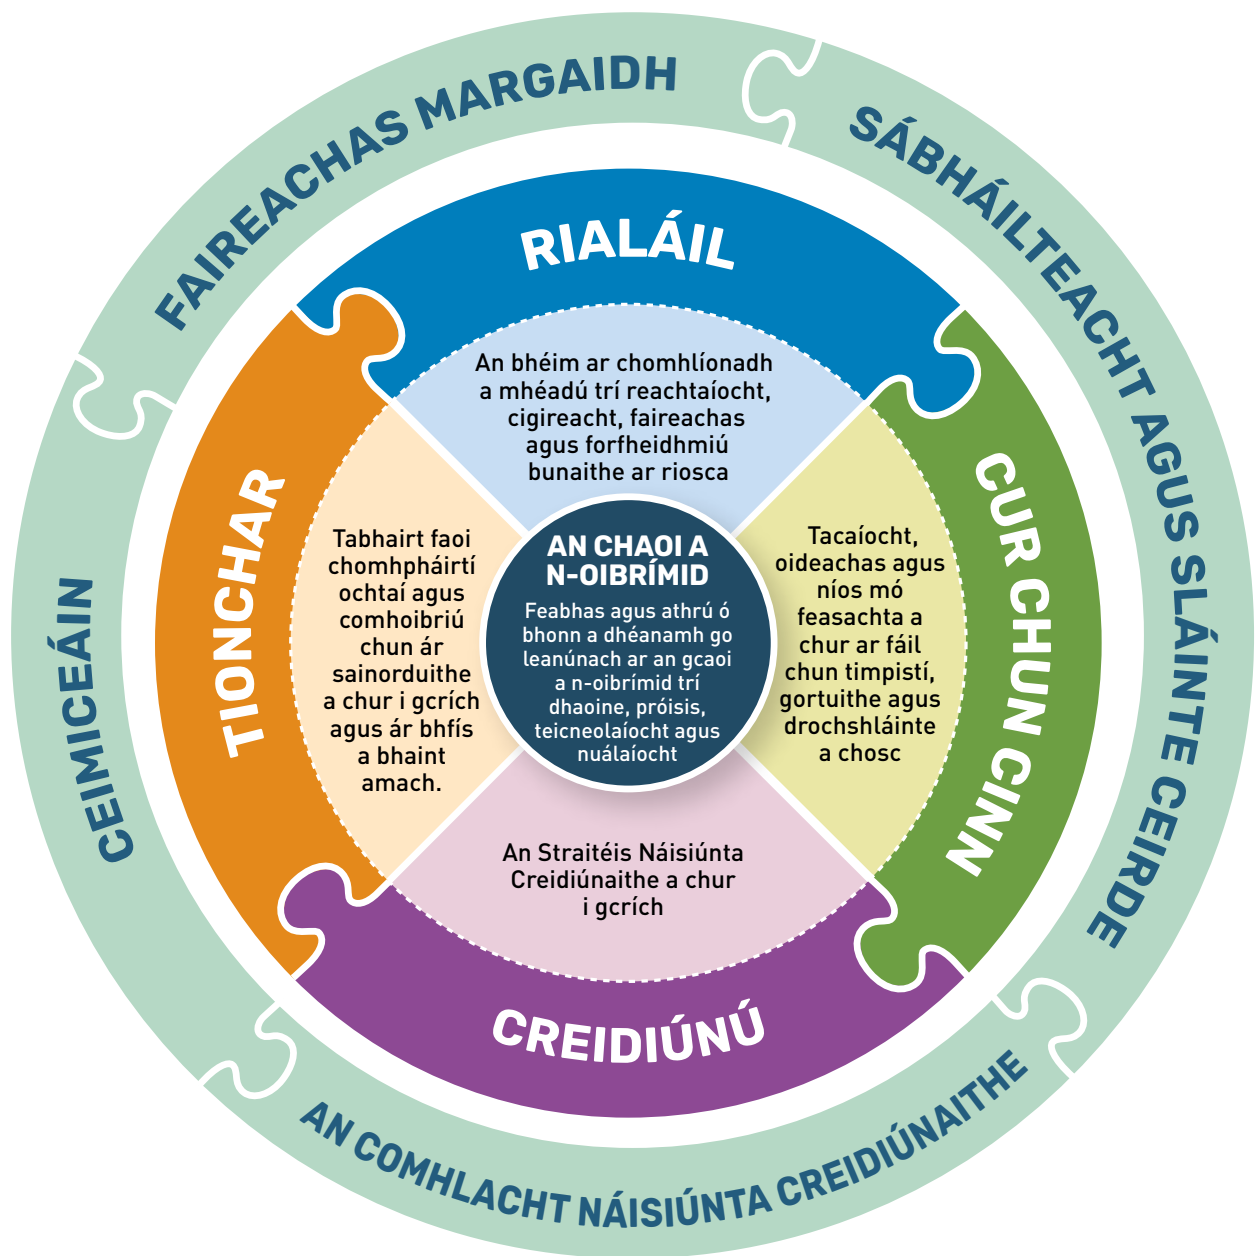 FAIREACHAS MARGAIDH
SÁBHÁILTEACHT AGUS SLÁINTE CEIRDE
AN COMHLACHT NÁISIÚNTA CREIDIÚNAITHE
CEIMICEÁIN
RIALÁIL
An bhéim ar chomhlíonadh
a mhéadú trí reachtaíocht,
cigireacht, faireachas
agus forfheidhmiú
bunaithe ar riosca
CUR CHUN CINN
Tacaíocht,
oideachas agus
níos mó
feasachta a
chur ar fáil
chun timpistí,
gortuithe agus
drochshláinte
a chosc
CREIDIÚNÚ
An Straitéis Náisiúnta
Creidiúnaithe a chur
i gcrích
TIONCHAR
Tabhairt faoi
chomhpháirtí
ochtaí agus
comhoibriú
chun ár
sainorduithe
a chur i gcrích
agus ár bhfís
a bhaint
amach.
AN CHAOI A
N-OIBRÍMID
Feabhas agus athrú ó
bhonn a dhéanamh go
leanúnach ar an gcaoi
a n-oibrímid trí
dhaoine, próisis,
teicneolaíocht agus
nuálaíocht